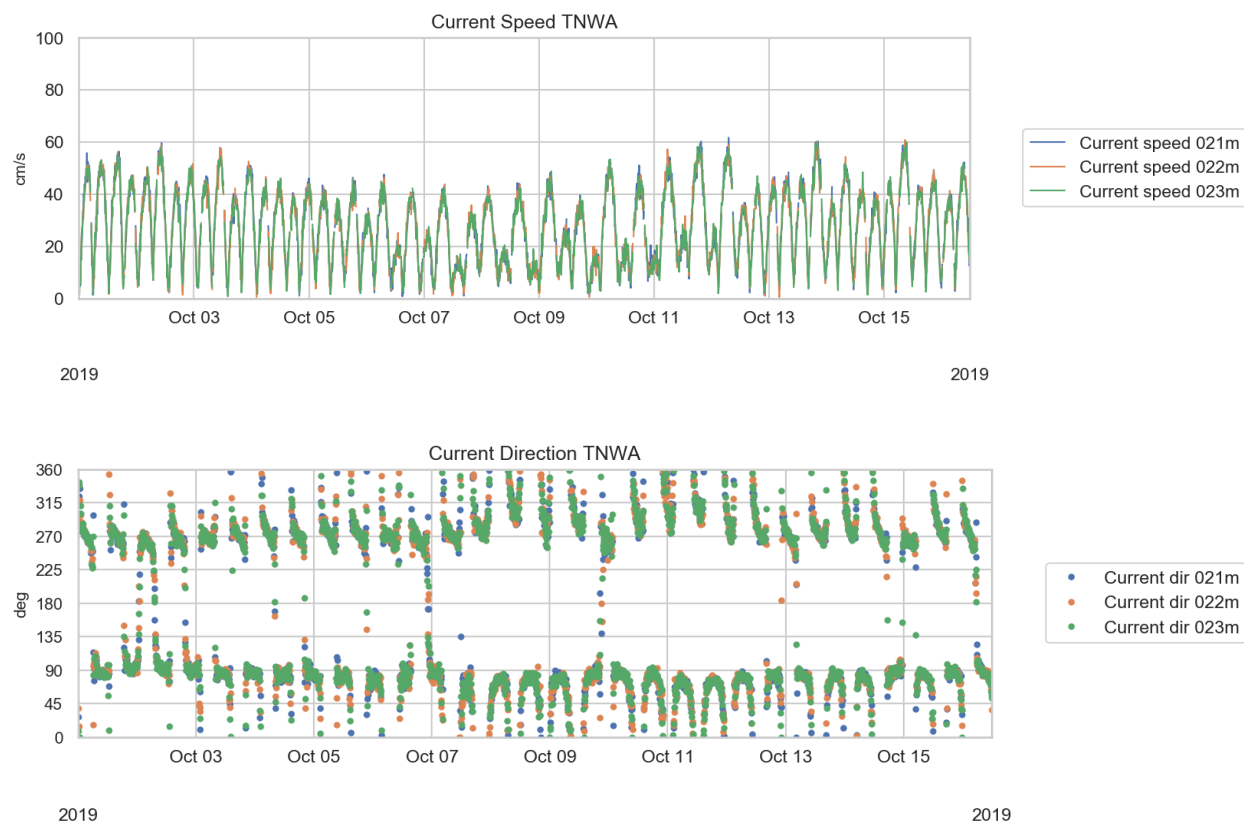 Current Speed TNWA
100
80
60
40
20
0
cm/s
Oct 03 Oct 05 Oct 07 Oct 09 Oct 11 Oct 13 Oct 15
2019 2019
Current speed 021m
Current speed 022m
Current speed 023m
Current Direction TNWA
360
315
270
225
180
135
90
45
0
deg
Oct 03 Oct 05 Oct 07 Oct 09 Oct 11 Oct 13 Oct 15
2019 2019
Current dir 021m
Current dir 022m
Current dir 023m